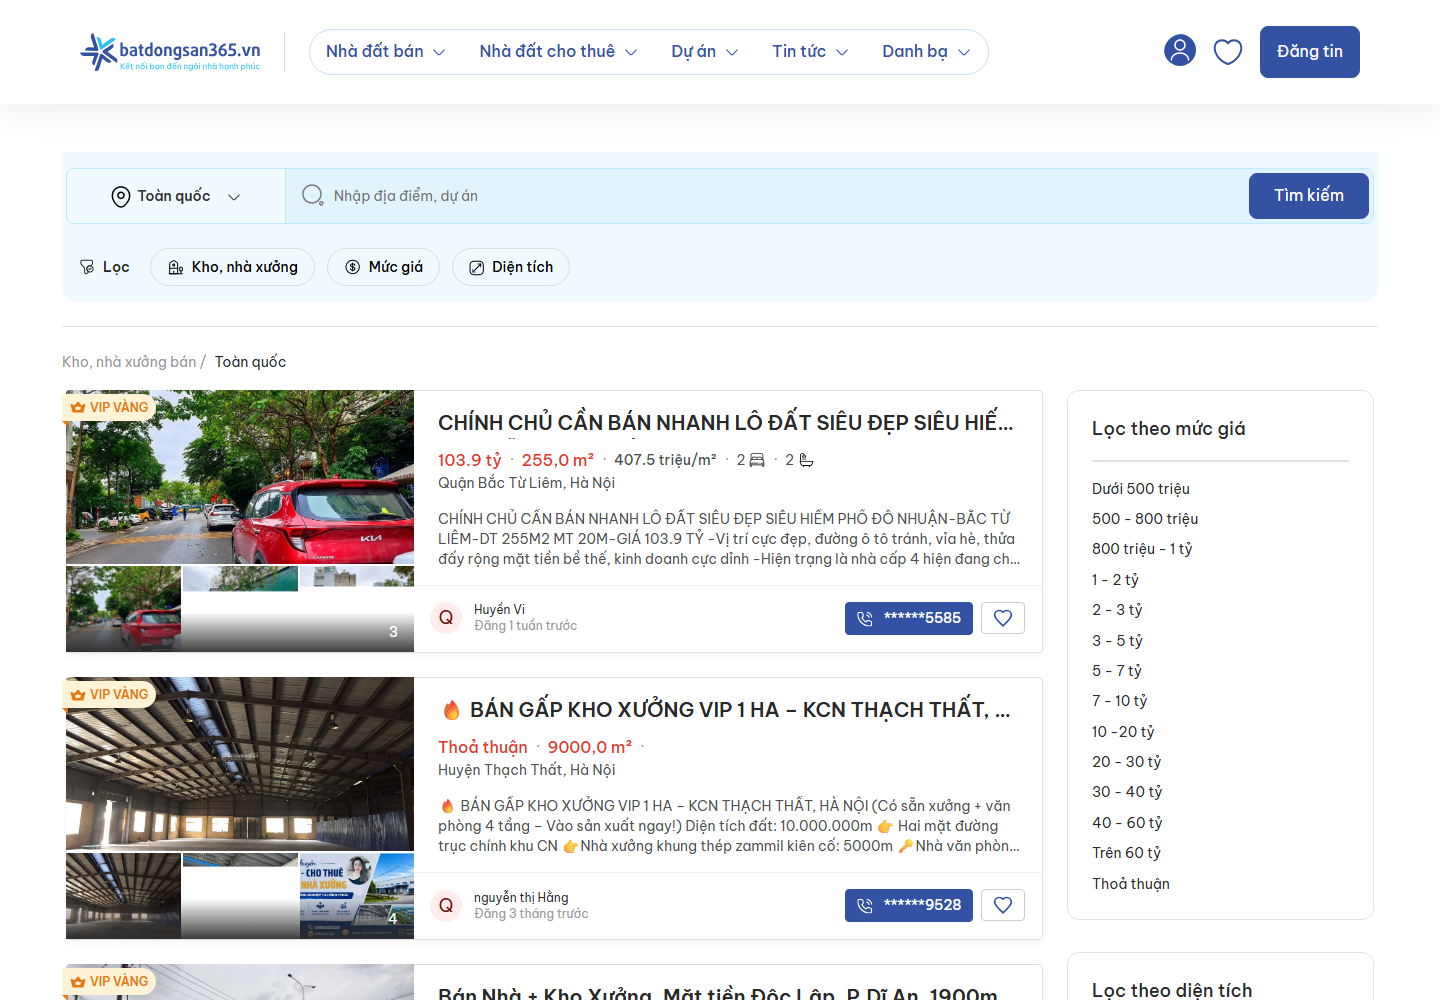 batdongsan365.vn
Kết nối bạn đến ngôi nhà hạnh phúc
Nhà đất bán
Nhà đất cho thuê
Dự án
Tin tức
Danh bạ
Đăng tin
Toàn quốc
Nhập địa điểm, dự án
Tìm kiếm
Lọc
Kho, nhà xưởng
Mức giá
Diện tích
Kho, nhà xưởng bán / Toàn quốc
VIP VÀNG
3
CHÍNH CHỦ CẦN BÁN NHANH LÔ ĐẤT SIÊU ĐẸP SIÊU HIẾ...
103.9 tỷ · 255,0 m² · 407.5 triệu/m² · 2 · 2
Quận Bắc Từ Liêm, Hà Nội
CHÍNH CHỦ CẦN BÁN NHANH LÔ ĐẤT SIÊU ĐẸP SIÊU HIẾM PHỐ ĐỖ NHUẬN-BẮC TỪ
LIÊM-DT 255M2 MT 20M-GIÁ 103.9 TỶ -Vị trí cực đẹp, đường ô tô tránh, vỉa hè, thửa
đấy rộng mặt tiền bề thế, kinh doanh cực dỉnh -Hiện trạng là nhà cấp 4 hiện đang ch...
Q
Huyền Vi
Đăng 1 tuần trước
******5585
VIP VÀNG
CHO THUÊ
NHÀ XƯỞNG
4
🔥 BÁN GẤP KHO XƯỞNG VIP 1 HA – KCN THẠCH THẤT, ...
Thoả thuận · 9000,0 m² ·
Huyện Thạch Thất, Hà Nội
🔥 BÁN GẤP KHO XƯỞNG VIP 1 HA – KCN THẠCH THẤT, HÀ NỘI (Có sẵn xưởng + văn
phòng 4 tầng – Vào sản xuất ngay!) Diện tích đất: 10.000.000m 👉 Hai mặt đường
trục chính khu CN 👉Nhà xưởng khung thép zammil kiên cố: 5000m 🔑Nhà văn phòn...
Q
nguyễn thị Hằng
Đăng 3 tháng trước
******9528
VIP VÀNG
Bán Nhà + Kho Xưởng, Mặt tiền Độc Lập, P. Dĩ An, 1900m
Lọc theo mức giá
Dưới 500 triệu
500 - 800 triệu
800 triệu - 1 tỷ
1 - 2 tỷ
2 - 3 tỷ
3 - 5 tỷ
5 - 7 tỷ
7 - 10 tỷ
10 -20 tỷ
20 - 30 tỷ
30 - 40 tỷ
40 - 60 tỷ
Trên 60 tỷ
Thoả thuận
Lọc theo diện tích